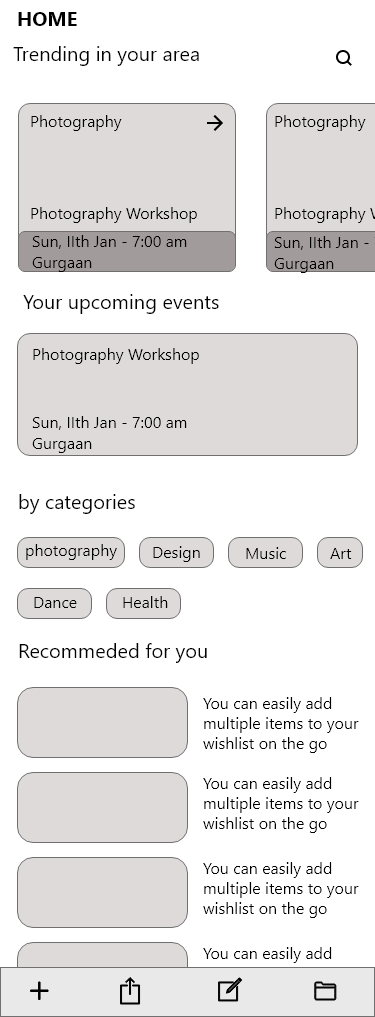 HOME
Trending in your area
Photography
Photography Workshop
Sun, IIth Jan - 7:00 am
Gurgaan
Photography
Photography W
Sun, IIth Jan -
Gurgaan
Your upcoming events
Photography Workshop
Sun, IIth Jan - 7:00 am
Gurgaan
by categories
photography Design Music Art
Dance Health
Recommeded for you
You can easily add
multiple items to your
wishlist on the go
You can easily add
multiple items to your
wishlist on the go
You can easily add
multiple items to your
wishlist on the go
You can easily add